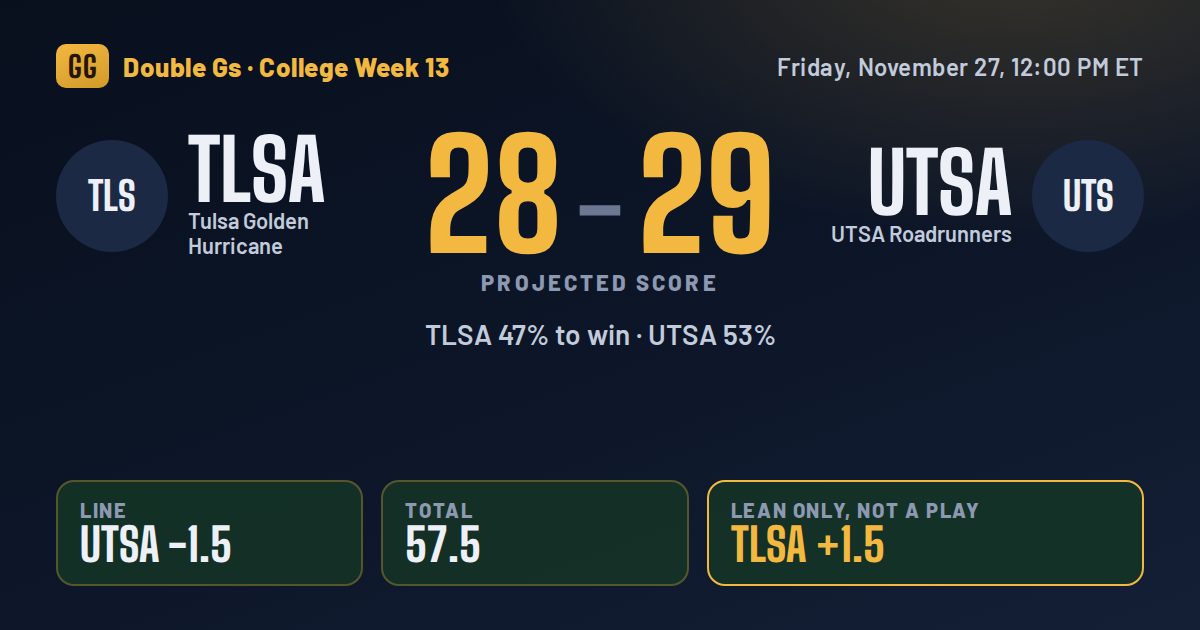 GG Double Gs · College Week 13
Friday, November 27, 12:00 PM ET
TLS
TLSA
Tulsa Golden
Hurricane
28 – 29
PROJECTED SCORE
TLSA 47% to win · UTSA 53%
UTSA
UTSA Roadrunners
UTS
LINE
UTSA −1.5
TOTAL
57.5
LEAN ONLY, NOT A PLAY
TLSA +1.5